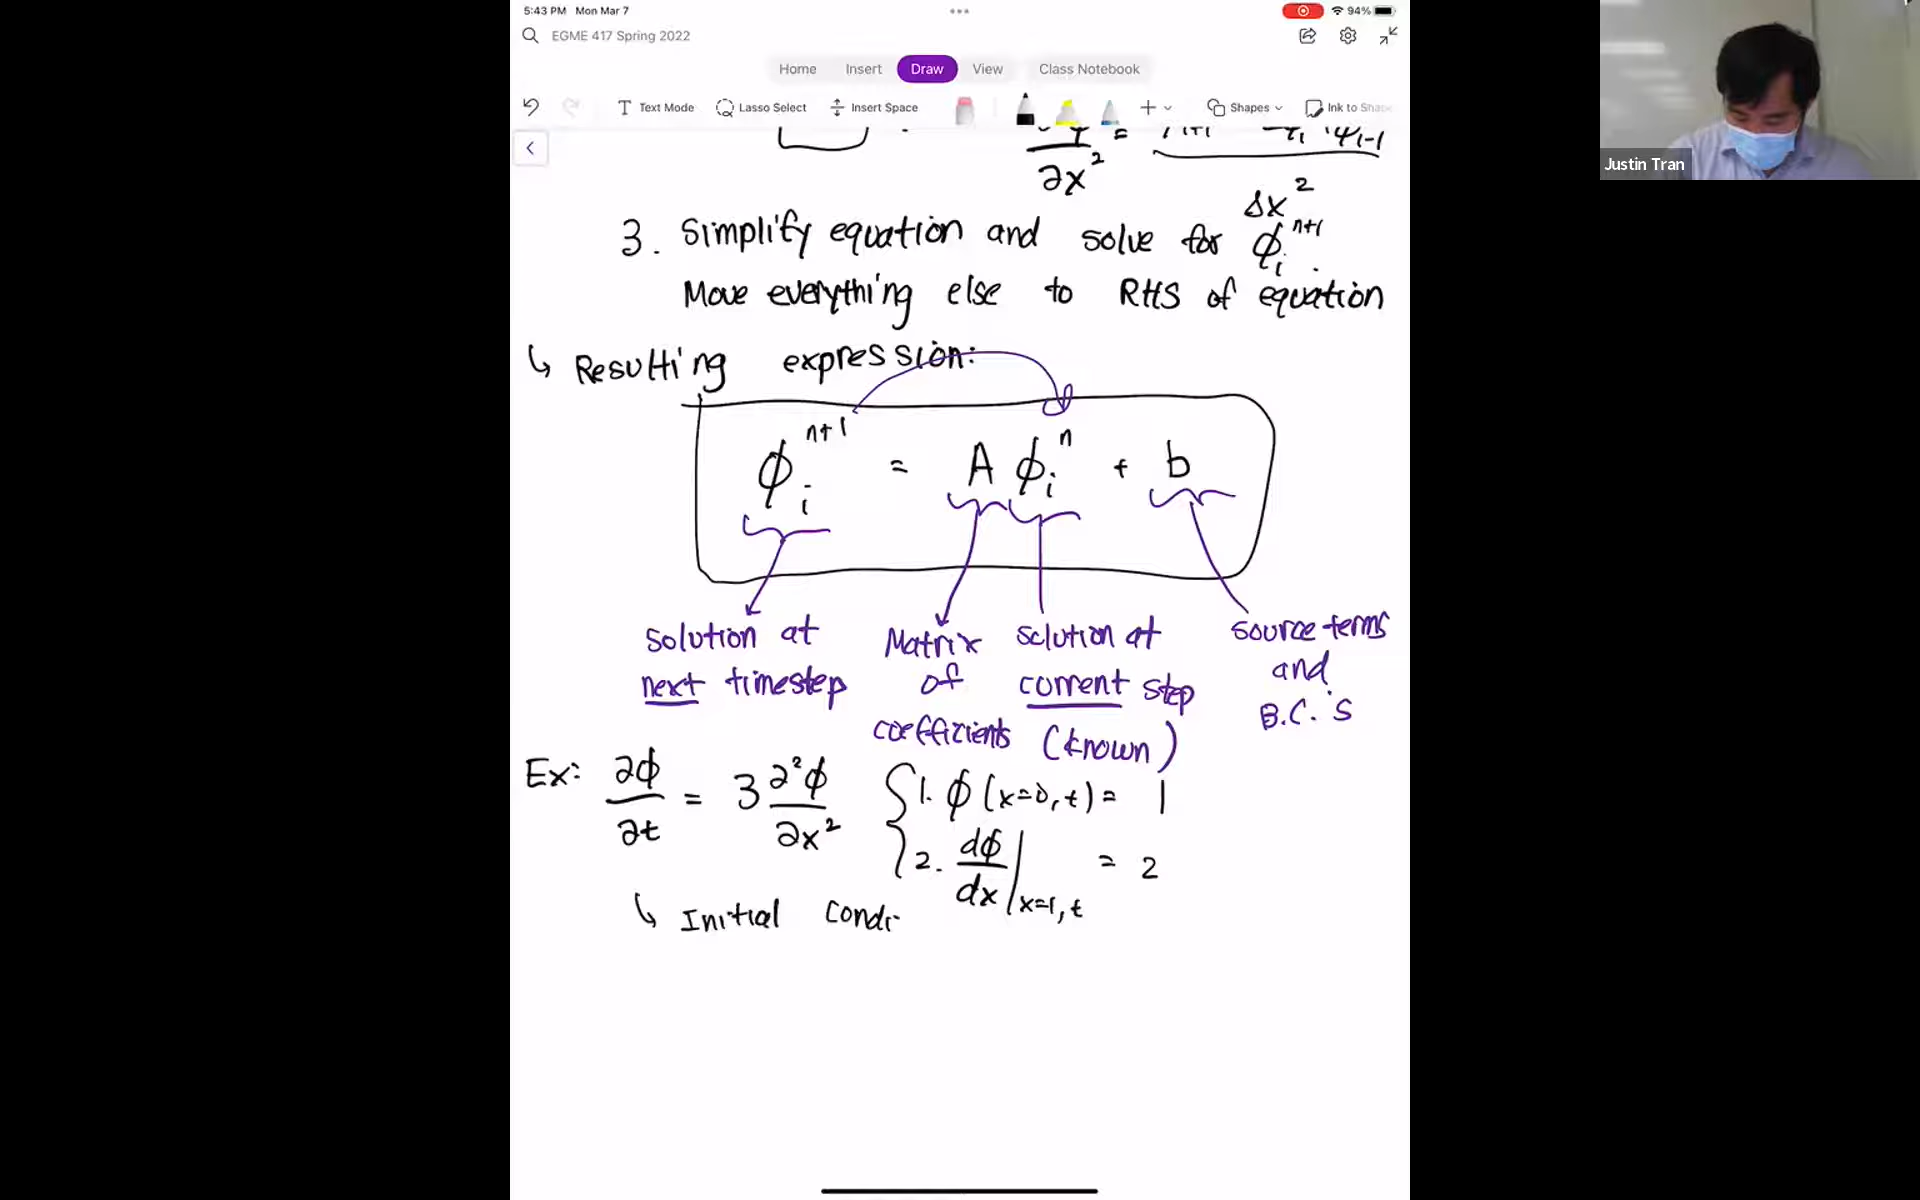 5:43 PM Mon Mar 7
94%
EGME 417 Spring 2022
Home Insert Draw View Class Notebook
Text Mode Lasso Select Insert Space Shapes Ink to Shape
Justin Tran
∂x² =
Δx²
3. Simplify equation and solve for ϕᵢⁿ⁺¹.
Move everything else to RHS of equation
↳ Resulting expression:
ϕᵢⁿ⁺¹ = A ϕᵢⁿ + b
solution at next timestep
Matrix of coefficients
solution at current step (known)
source terms and B.C.'s
Ex: ∂ϕ/∂t = 3 ∂²ϕ/∂x² { 1. ϕ(x=0,t) = 1
2. dϕ/dx |x=1,t = 2
↳ Initial Condi